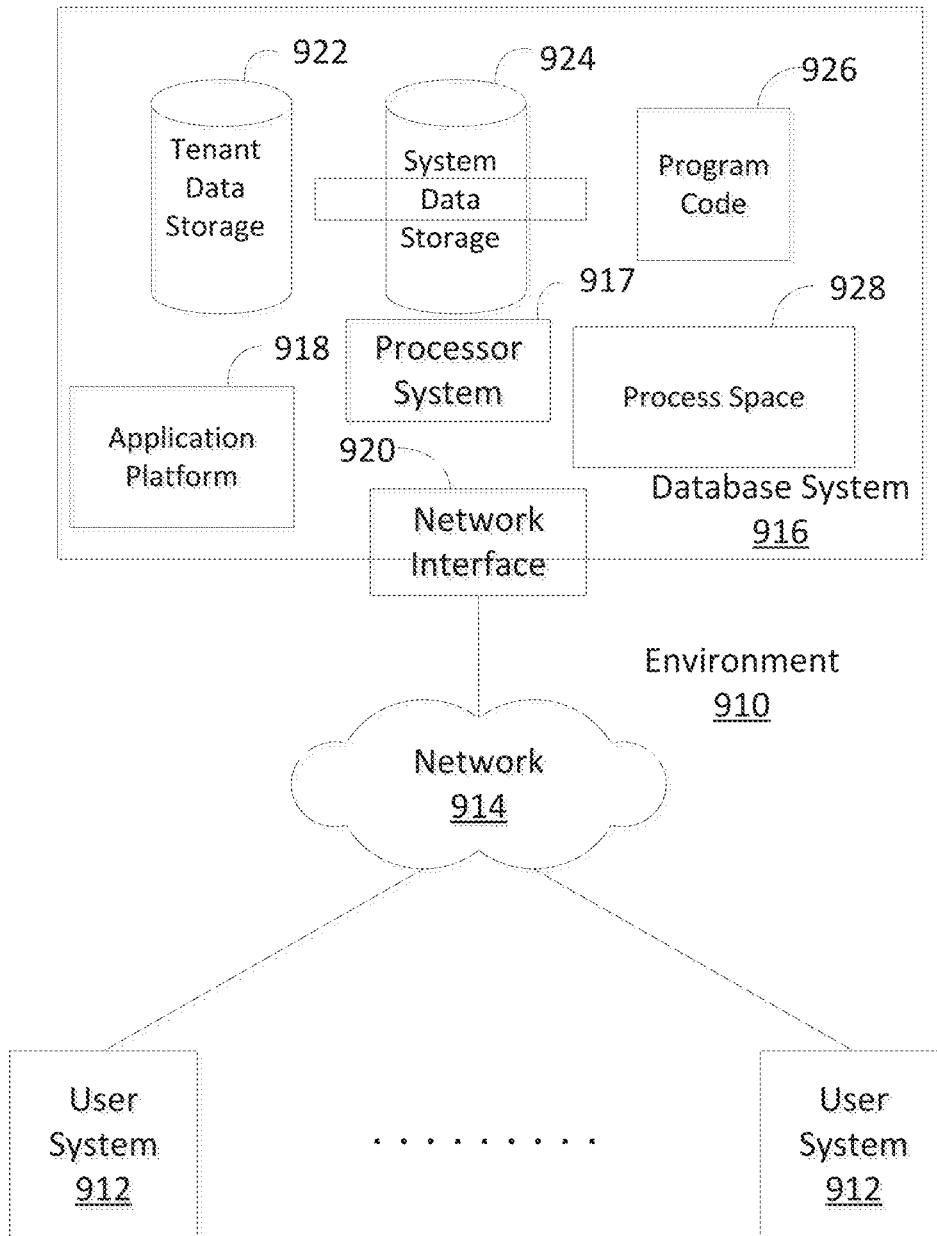 922
Tenant
Data
Storage
924
System
Data
Storage
926
Program
Code
917
Processor
System
928
Process Space
918
Application
Platform
920
Network
Interface
Database System
916
Environment
910
Network
914
User
System
912
. . . . . . . . .
User
System
912